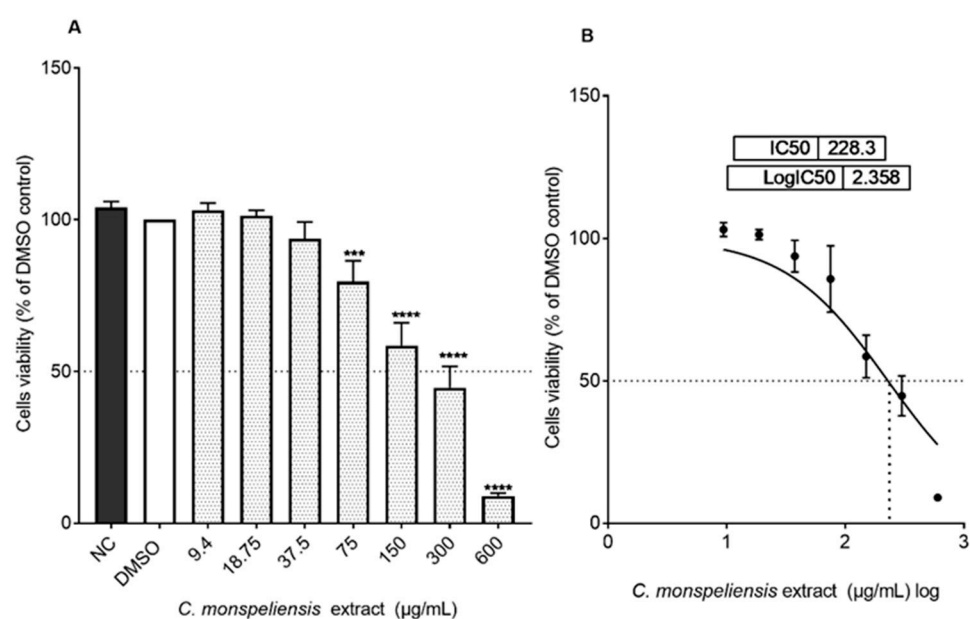 A
Cells viability (% of DMSO control)
150
100
50
0
***
****
****
****
NC
DMSO
9.4
18.75
37.5
75
150
300
600
C. monspeliensis extract (µg/mL)
B
Cells viability (% of DMSO control)
150
100
50
0
IC50 228.3
LogIC50 2.358
0
1
2
3
C. monspeliensis extract (µg/mL) log